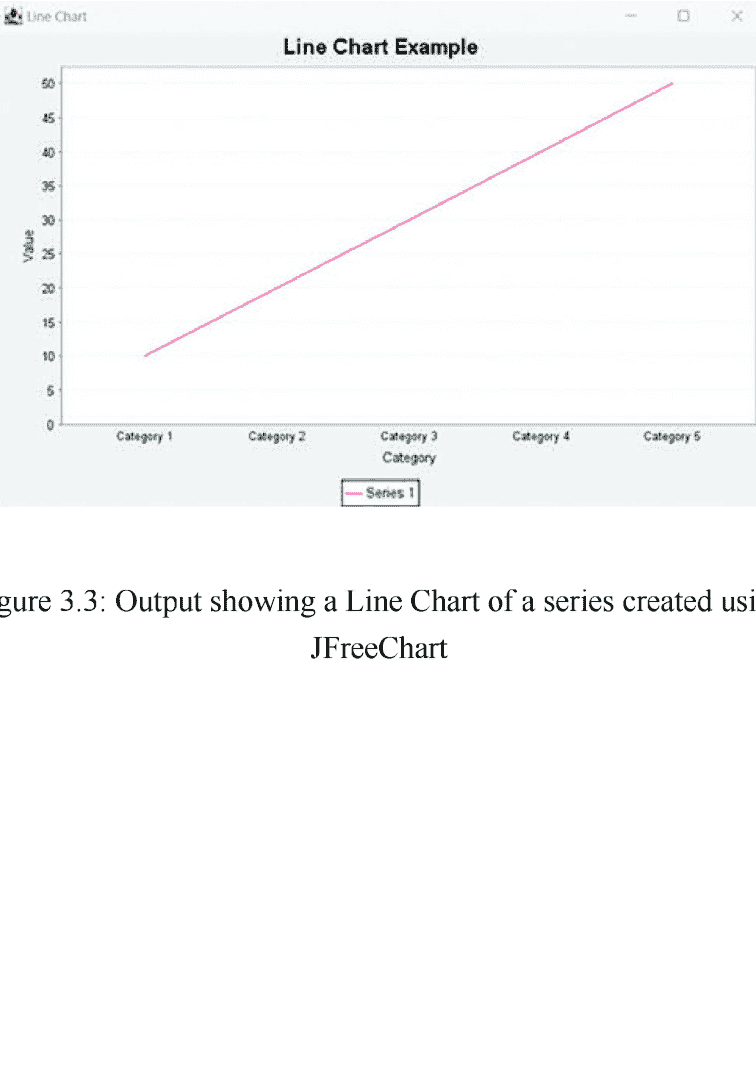 Line Chart
Line Chart Example
50
45
40
35
30
25
20
15
10
5
0
Value
Category 1 Category 2 Category 3 Category 4 Category 5
Category
Series 1
gure 3.3: Output showing a Line Chart of a series created usi
JFreeChart